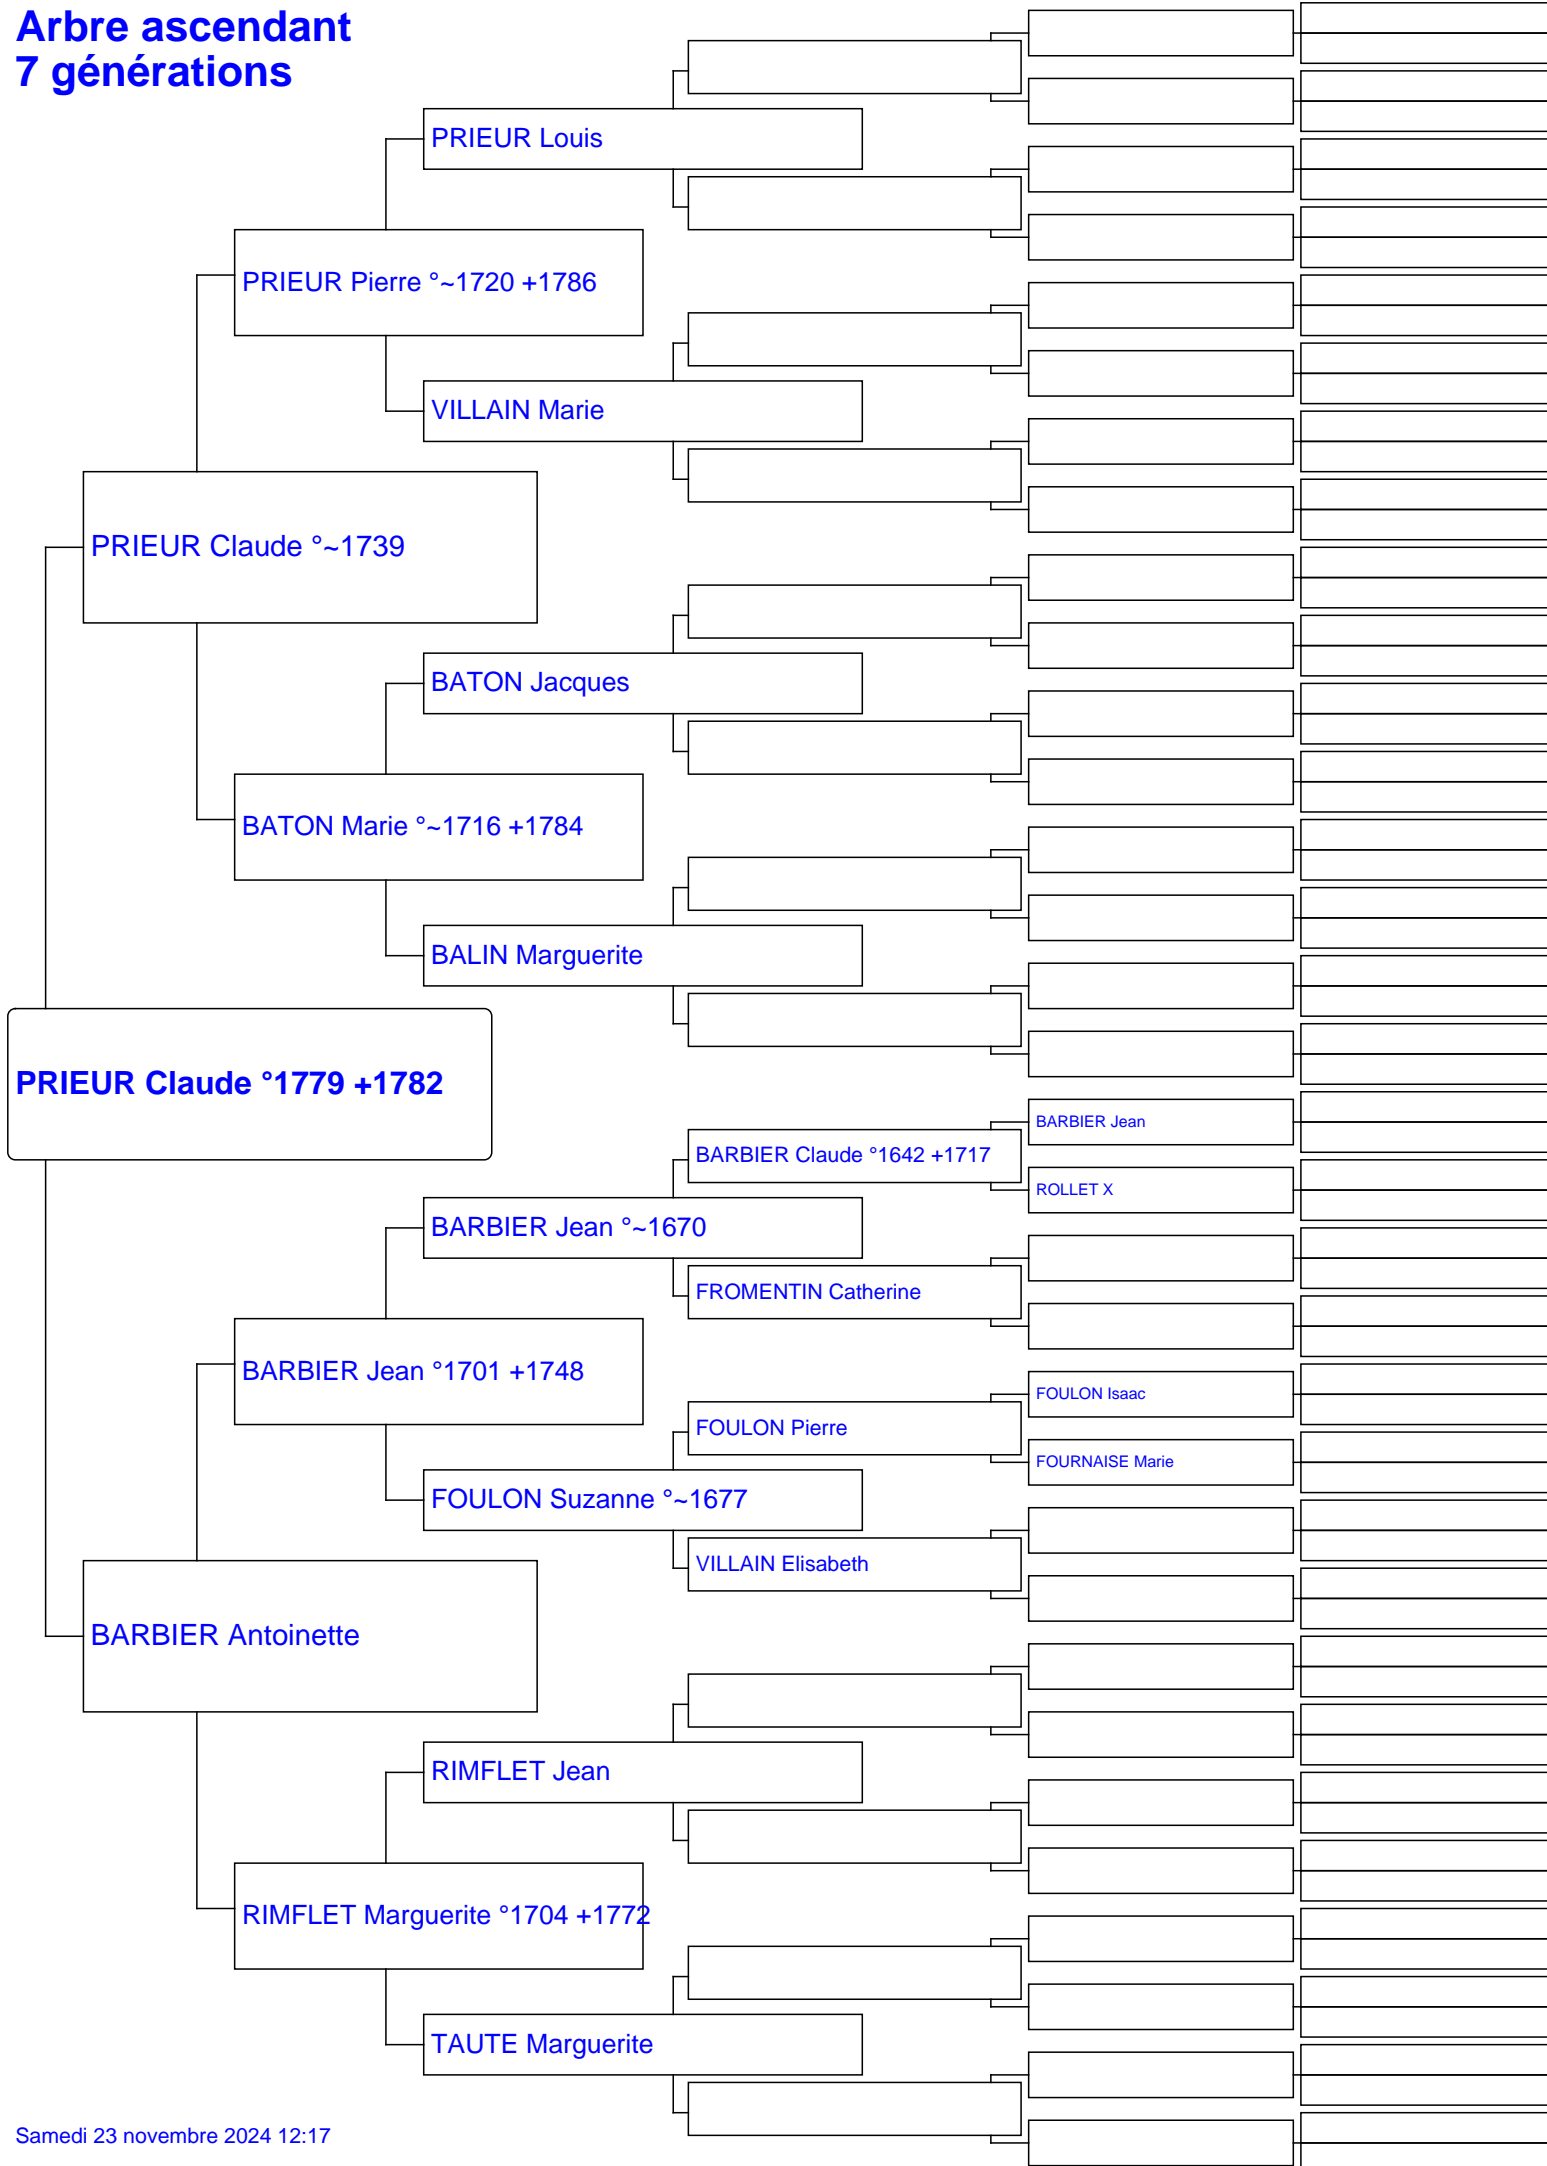 Arbre ascendant
7 générations
PRIEUR Louis
PRIEUR Pierre °~1720 +1786
VILLAIN Marie
PRIEUR Claude °~1739
BATON Jacques
BATON Marie °~1716 +1784
BALIN Marguerite
PRIEUR Claude °1779 +1782
BARBIER Jean
BARBIER Claude °1642 +1717
ROLLET X
BARBIER Jean °~1670
FROMENTIN Catherine
BARBIER Jean °1701 +1748
FOULON Isaac
FOULON Pierre
FOURNAISE Marie
FOULON Suzanne °~1677
VILLAIN Elisabeth
BARBIER Antoinette
RIMFLET Jean
RIMFLET Marguerite °1704 +1772
TAUTE Marguerite
Samedi 23 novembre 2024 12:17